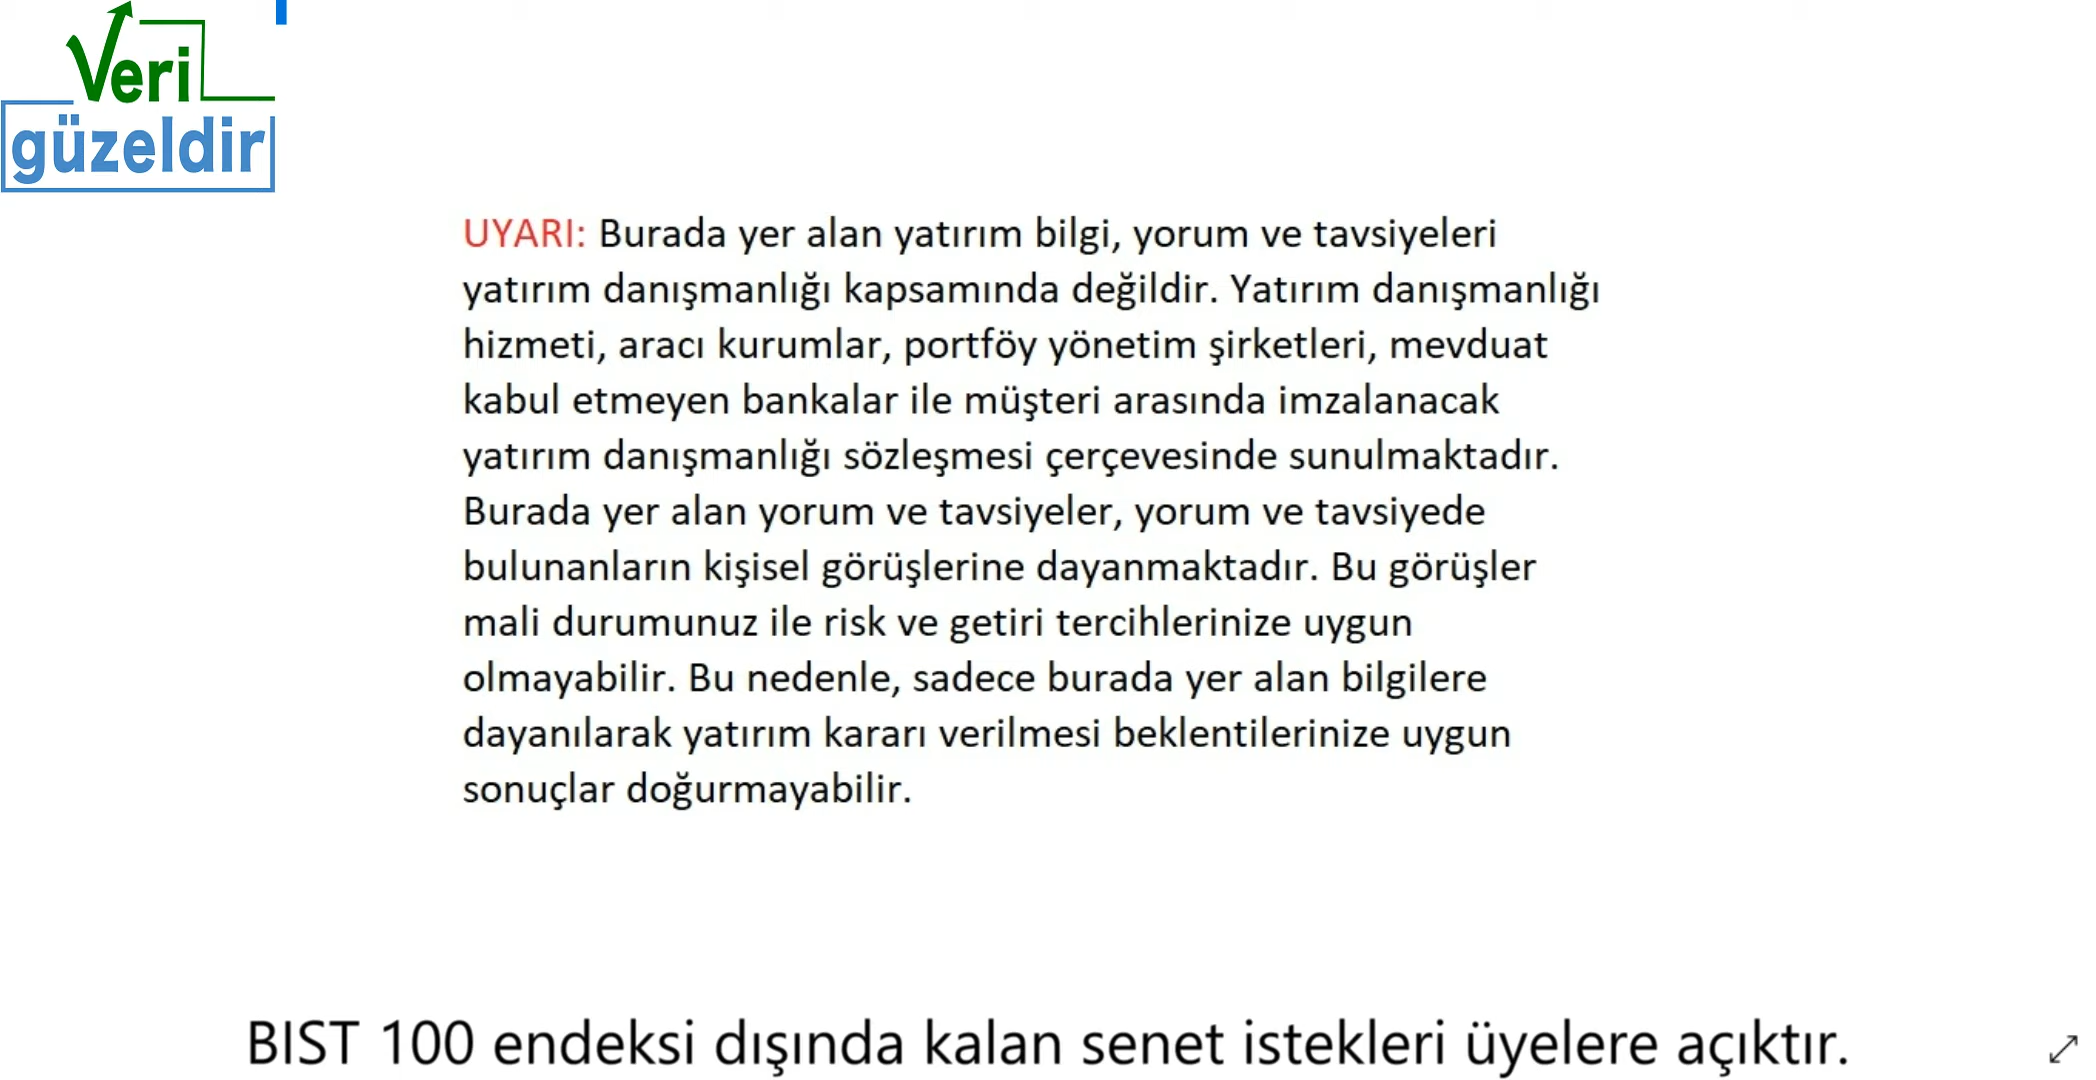 Veri
güzeldir
UYARI: Burada yer alan yatırım bilgi, yorum ve tavsiyeleri
yatırım danışmanlığı kapsamında değildir. Yatırım danışmanlığı
hizmeti, aracı kurumlar, portföy yönetim şirketleri, mevduat
kabul etmeyen bankalar ile müşteri arasında imzalanacak
yatırım danışmanlığı sözleşmesi çerçevesinde sunulmaktadır.
Burada yer alan yorum ve tavsiyeler, yorum ve tavsiyede
bulunanların kişisel görüşlerine dayanmaktadır. Bu görüşler
mali durumunuz ile risk ve getiri tercihlerinize uygun
olmayabilir. Bu nedenle, sadece burada yer alan bilgilere
dayanılarak yatırım kararı verilmesi beklentilerinize uygun
sonuçlar doğurmayabilir.
BIST 100 endeksi dışında kalan senet istekleri üyelere açıktır.